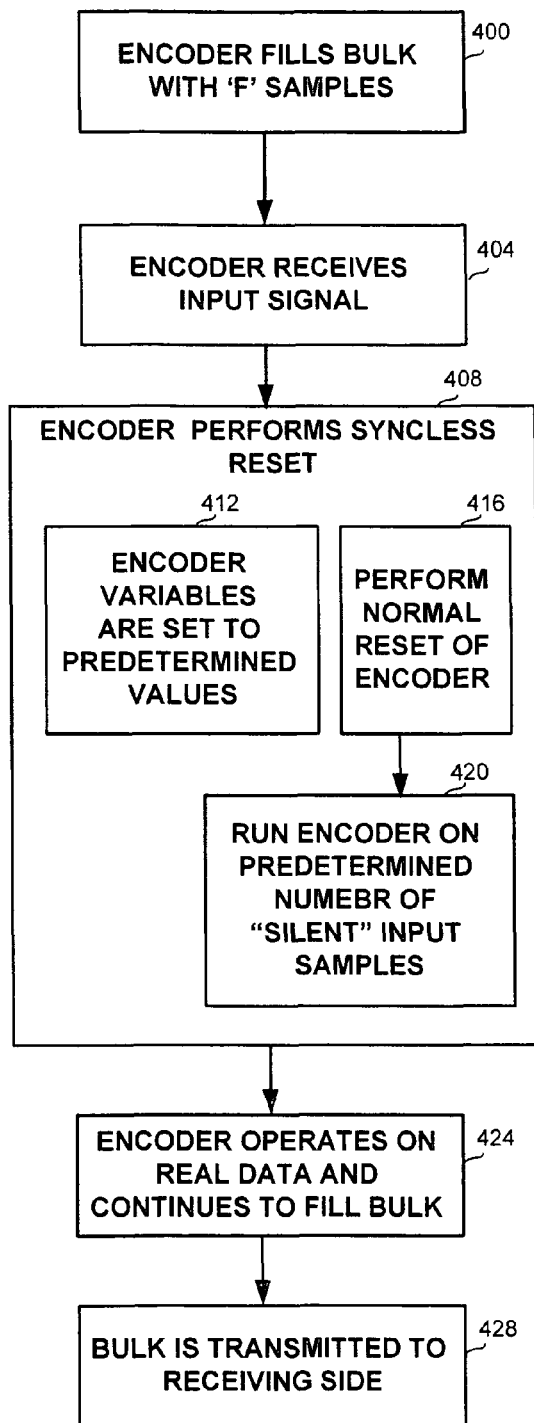 400
ENCODER FILLS BULK
WITH ‘F’ SAMPLES
404
ENCODER RECEIVES
INPUT SIGNAL
408
ENCODER PERFORMS SYNCLESS
RESET
412
ENCODER
VARIABLES
ARE SET TO
PREDETERMINED
VALUES
416
PERFORM
NORMAL
RESET OF
ENCODER
420
RUN ENCODER ON
PREDETERMINED
NUMEBR OF
“SILENT” INPUT
SAMPLES
424
ENCODER OPERATES ON
REAL DATA AND
CONTINUES TO FILL BULK
428
BULK IS TRANSMITTED TO
RECEIVING SIDE